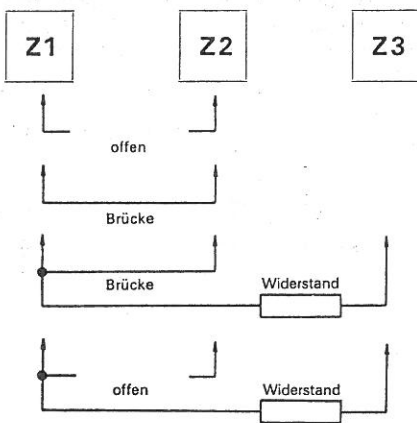 Z1 Z2 Z3
offen
Brücke
Brücke
Widerstand
offen
Widerstand